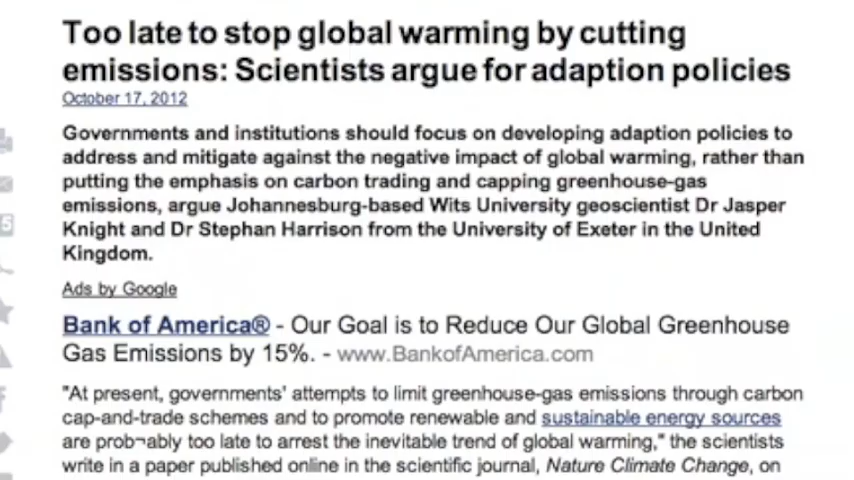 Too late to stop global warming by cutting
emissions: Scientists argue for adaption policies
October 17, 2012
Governments and institutions should focus on developing adaption policies to
address and mitigate against the negative impact of global warming, rather than
putting the emphasis on carbon trading and capping greenhouse-gas
emissions, argue Johannesburg-based Wits University geoscientist Dr Jasper
Knight and Dr Stephan Harrison from the University of Exeter in the United
Kingdom.
Ads by Google
Bank of America® - Our Goal is to Reduce Our Global Greenhouse
Gas Emissions by 15%. - www.BankofAmerica.com
"At present, governments' attempts to limit greenhouse-gas emissions through carbon
cap-and-trade schemes and to promote renewable and sustainable energy sources
are prob¬ably too late to arrest the inevitable trend of global warming," the scientists
write in a paper published online in the scientific journal, Nature Climate Change, on